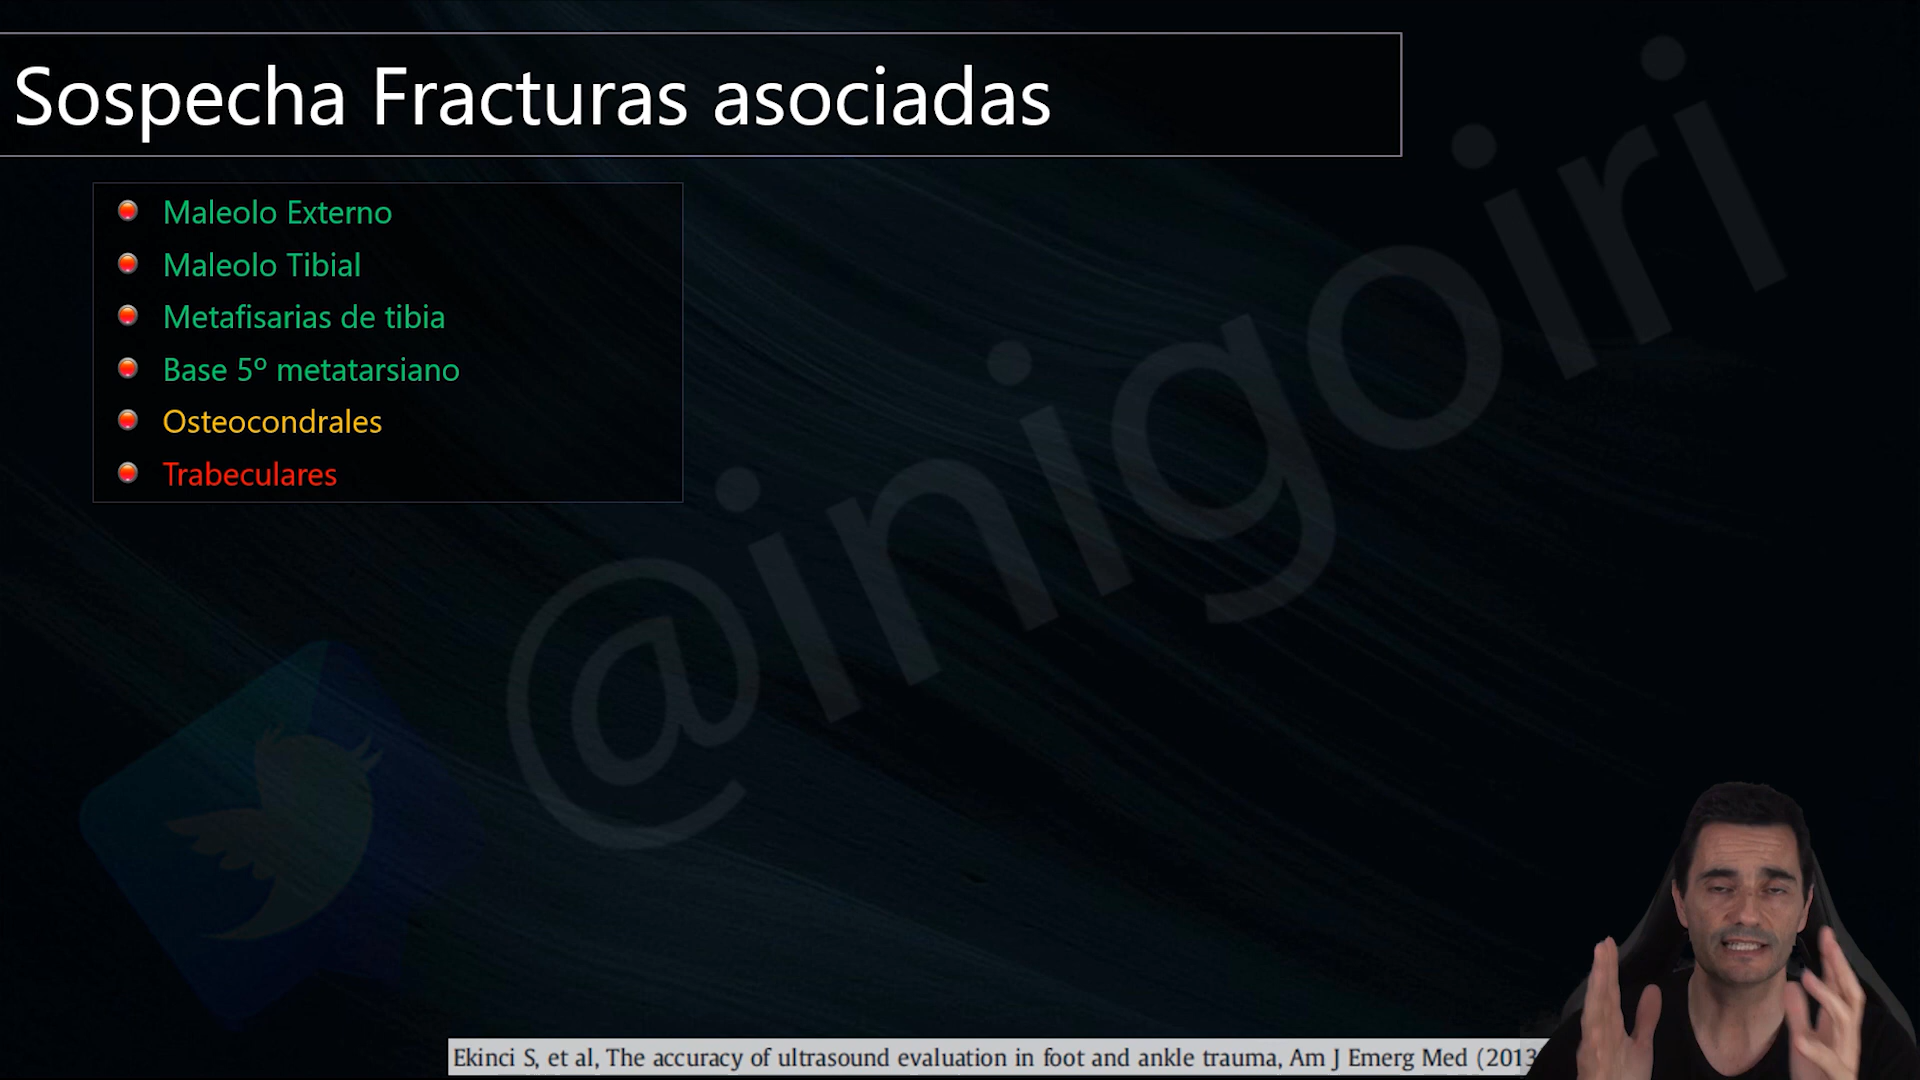 Sospecha Fracturas asociadas
Maleolo Externo
Maleolo Tibial
Metafisarias de tibia
Base 5º metatarsiano
Osteocondrales
Trabeculares
@inigoiri
Ekinci S, et al, The accuracy of ultrasound evaluation in foot and ankle trauma, Am J Emerg Med (2013